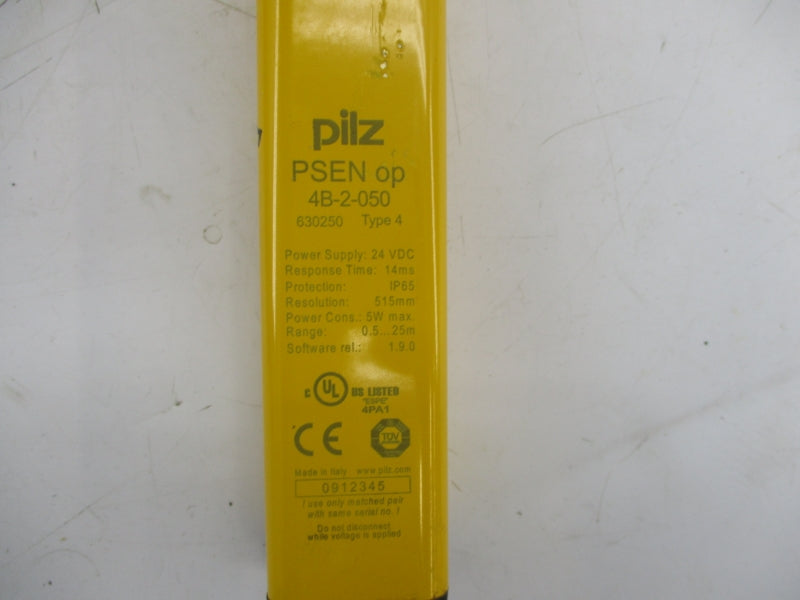 pilz
PSEN op
4B-2-050
630250 Type 4
Power Supply: 24 VDC
Response Time: 14ms
Protection: IP65
Resolution: 515mm
Power Cons.: 5W max.
Range: 0.5...25m
Software rel.: 1.9.0
C UL US LISTED
"ESPE"
4PA1
CE
TÜV
Made in Italy www.pilz.com
0912345
! use only matched pair
with same serial no. !
Do not disconnect
while voltage is applied